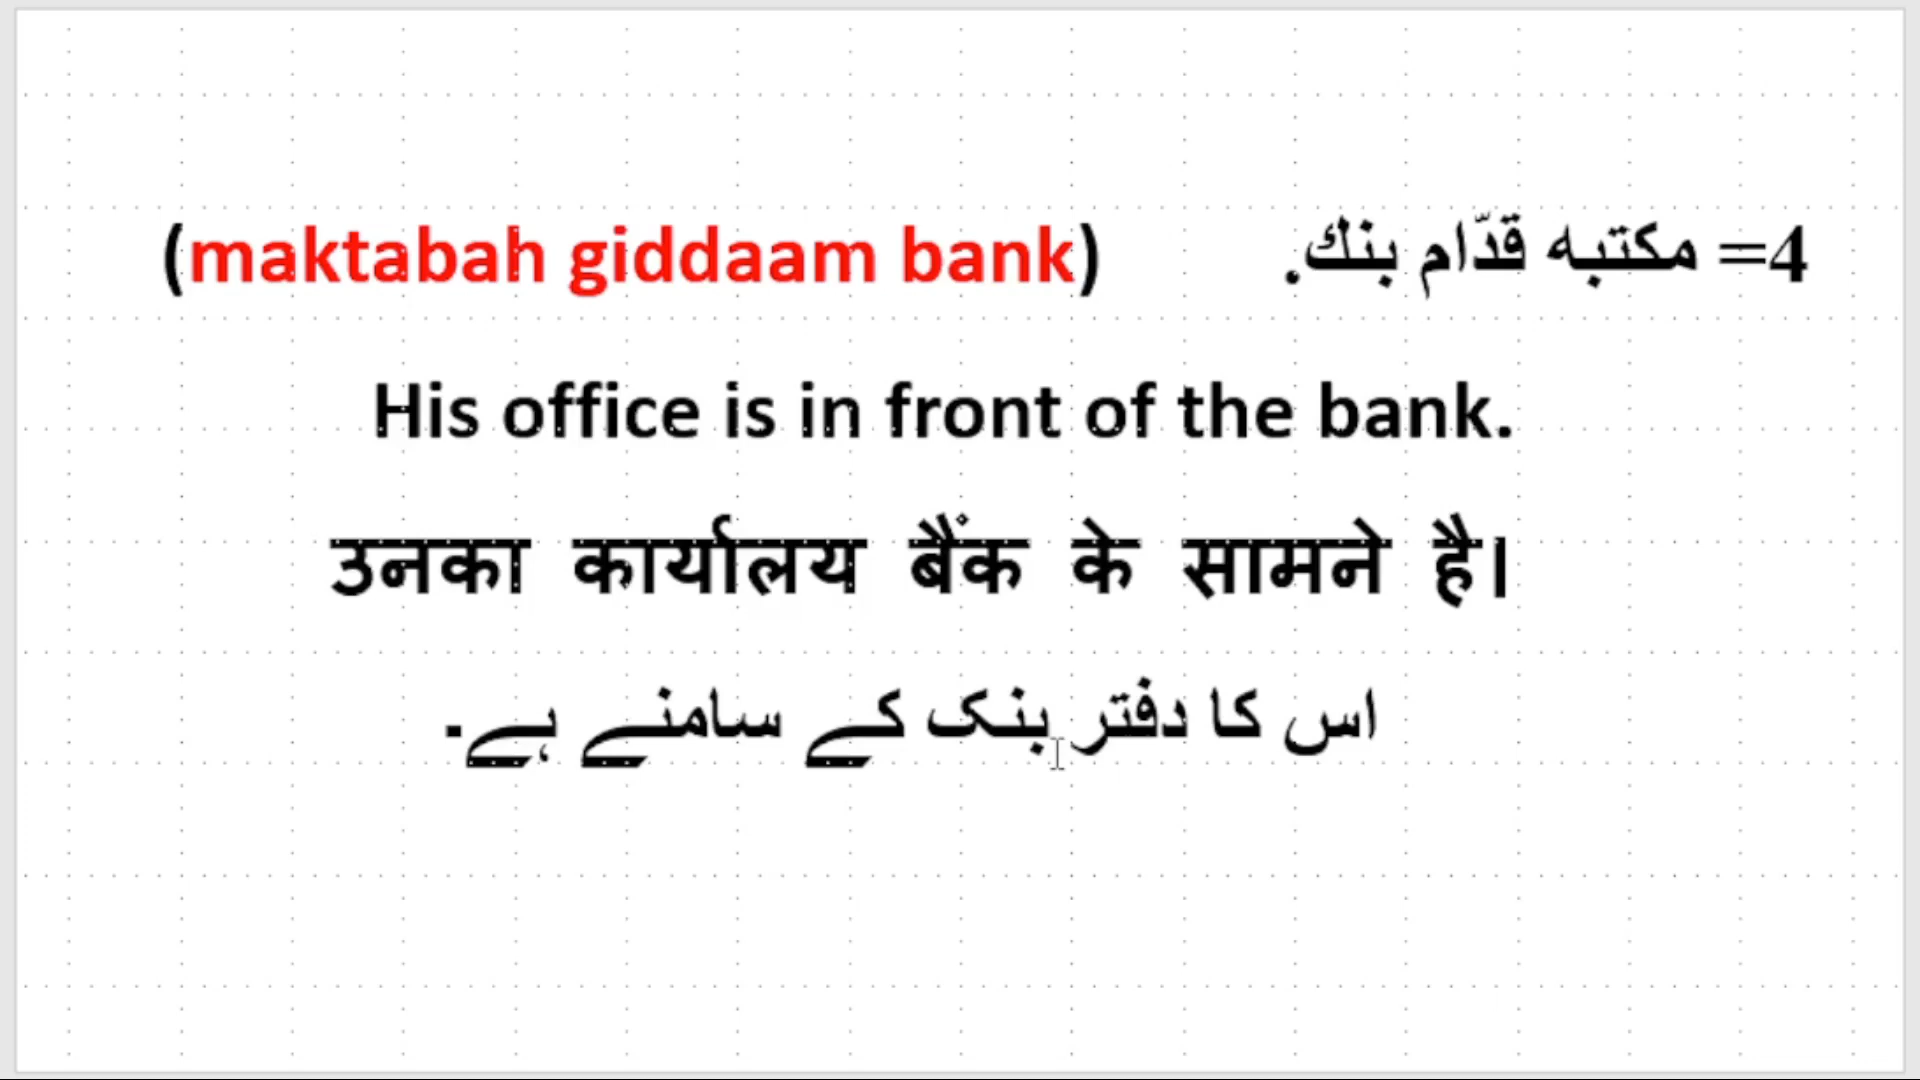 4= مكتبه قدّام بنك. (maktabah giddaam bank)
His office is in front of the bank.
उनका कार्यालय बैंक के सामने है।
اس کا دفتر بنک کے سامنے ہے۔